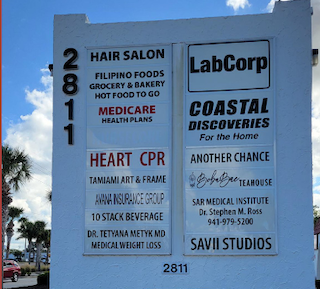 2811
HAIR SALON
FILIPINO FOODS
GROCERY & BAKERY
HOT FOOD TO GO
MEDICARE
HEALTH PLANS
HEART CPR
TAMIAMI ART & FRAME
AVANA INSURANCE GROUP
10 STACK BEVERAGE
DR. TETYANA METYK MD
MEDICAL WEIGHT LOSS
LabCorp
COASTAL
DISCOVERIES
For the Home
ANOTHER CHANCE
BobaBae TEAHOUSE
SAR MEDICAL INSTITUTE
Dr. Stephen M. Ross
941-979-5200
SAVII STUDIOS
2811